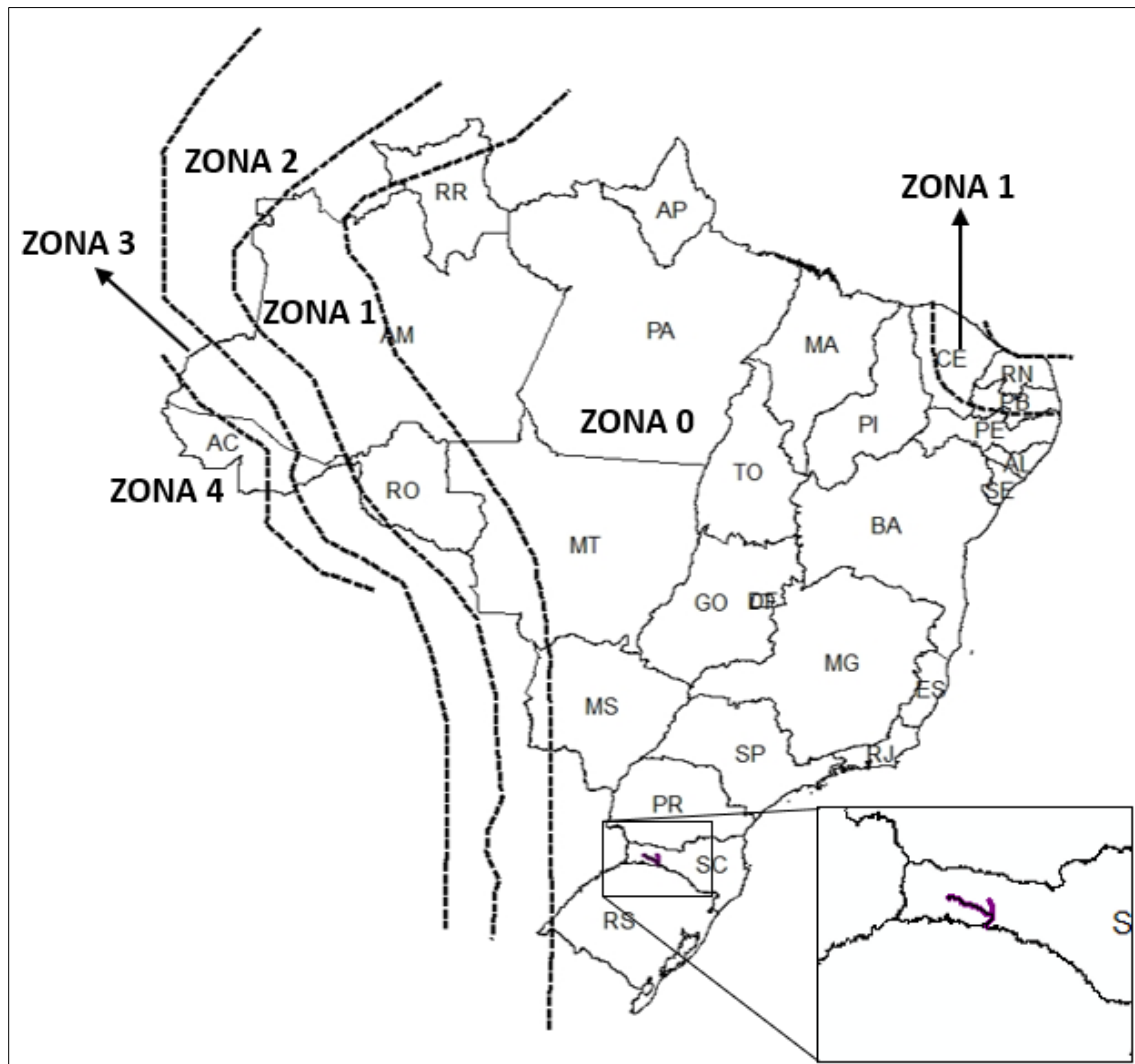 ZONA 2
ZONA 1
RR
AP
ZONA 3
ZONA 1
AM
PA
MA
CE
RN
PB
ZONA 0
PI
PE
AC
AL
TO
SE
ZONA 4
RO
BA
MT
GO
DF
MG
ES
MS
SP
RJ
PR
SC
RS
S